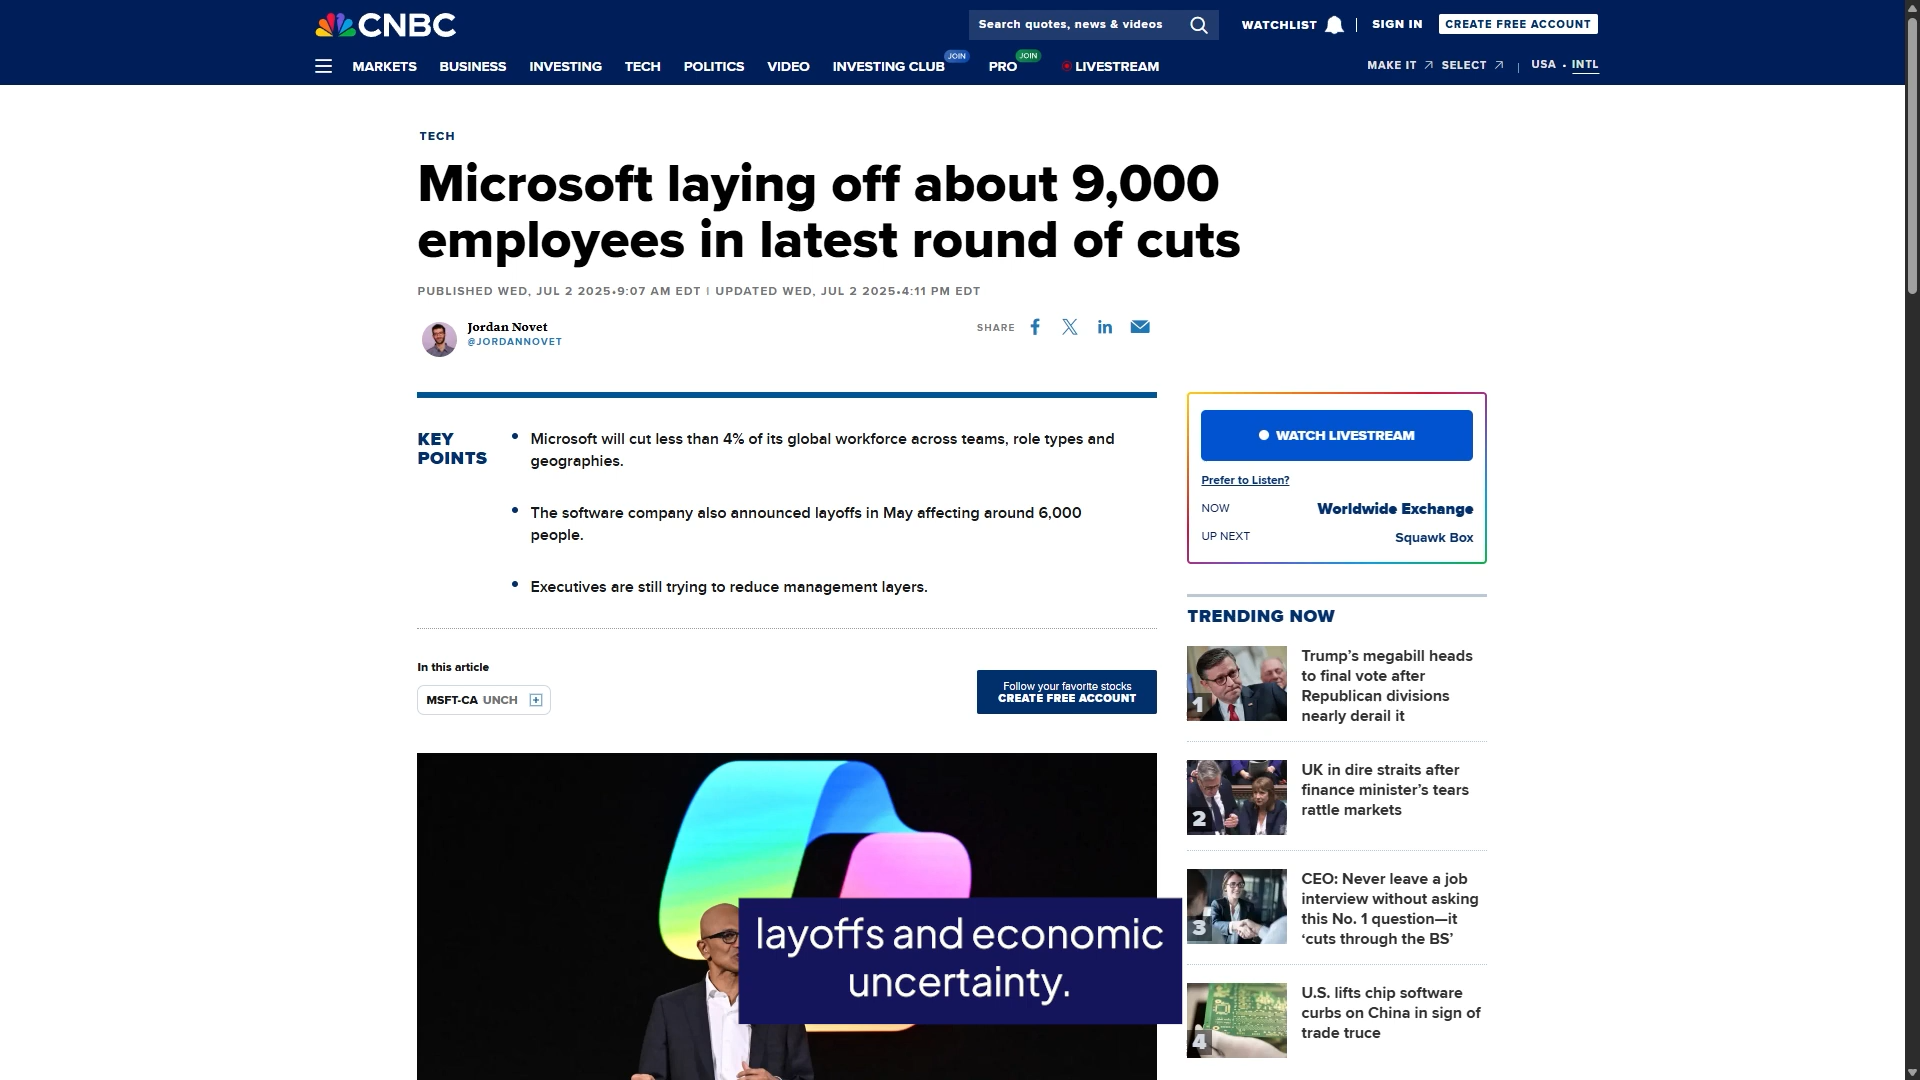 CNBC
Search quotes, news & videos
WATCHLIST
SIGN IN
CREATE FREE ACCOUNT
MARKETS
BUSINESS
INVESTING
TECH
POLITICS
VIDEO
INVESTING CLUB
JOIN
PRO
JOIN
LIVESTREAM
MAKE IT
SELECT
USA • INTL
TECH
Microsoft laying off about 9,000
employees in latest round of cuts
PUBLISHED WED, JUL 2 2025•9:07 AM EDT | UPDATED WED, JUL 2 2025•4:11 PM EDT
Jordan Novet
@JORDANNOVET
SHARE
KEY
POINTS
• Microsoft will cut less than 4% of its global workforce across teams, role types and
geographies.
• The software company also announced layoffs in May affecting around 6,000
people.
• Executives are still trying to reduce management layers.
In this article
MSFT-CA UNCH
Follow your favorite stocks
CREATE FREE ACCOUNT
layoffs and economic
uncertainty.
WATCH LIVESTREAM
Prefer to Listen?
NOW
Worldwide Exchange
UP NEXT
Squawk Box
TRENDING NOW
1
Trump’s megabill heads
to final vote after
Republican divisions
nearly derail it
2
UK in dire straits after
finance minister’s tears
rattle markets
3
CEO: Never leave a job
interview without asking
this No. 1 question—it
‘cuts through the BS’
4
U.S. lifts chip software
curbs on China in sign of
trade truce